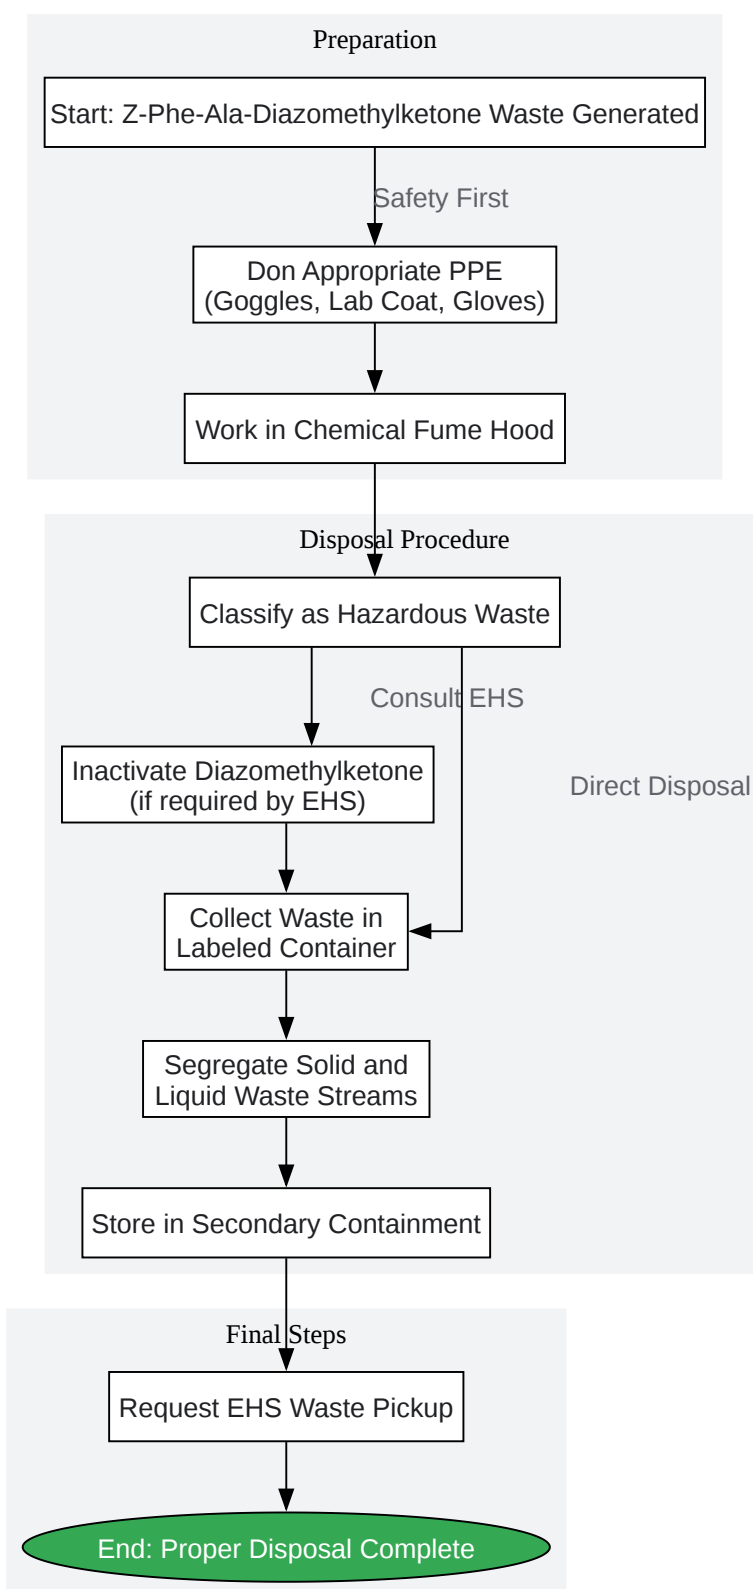 Preparation
Start: Z-Phe-Ala-Diazomethylketone Waste Generated
Safety First
Don Appropriate PPE
(Goggles, Lab Coat, Gloves)
Work in Chemical Fume Hood
Disposal Procedure
Classify as Hazardous Waste
Consult EHS
Inactivate Diazomethylketone
(if required by EHS)
Direct Disposal
Collect Waste in
Labeled Container
Segregate Solid and
Liquid Waste Streams
Store in Secondary Containment
Final Steps
Request EHS Waste Pickup
End: Proper Disposal Complete